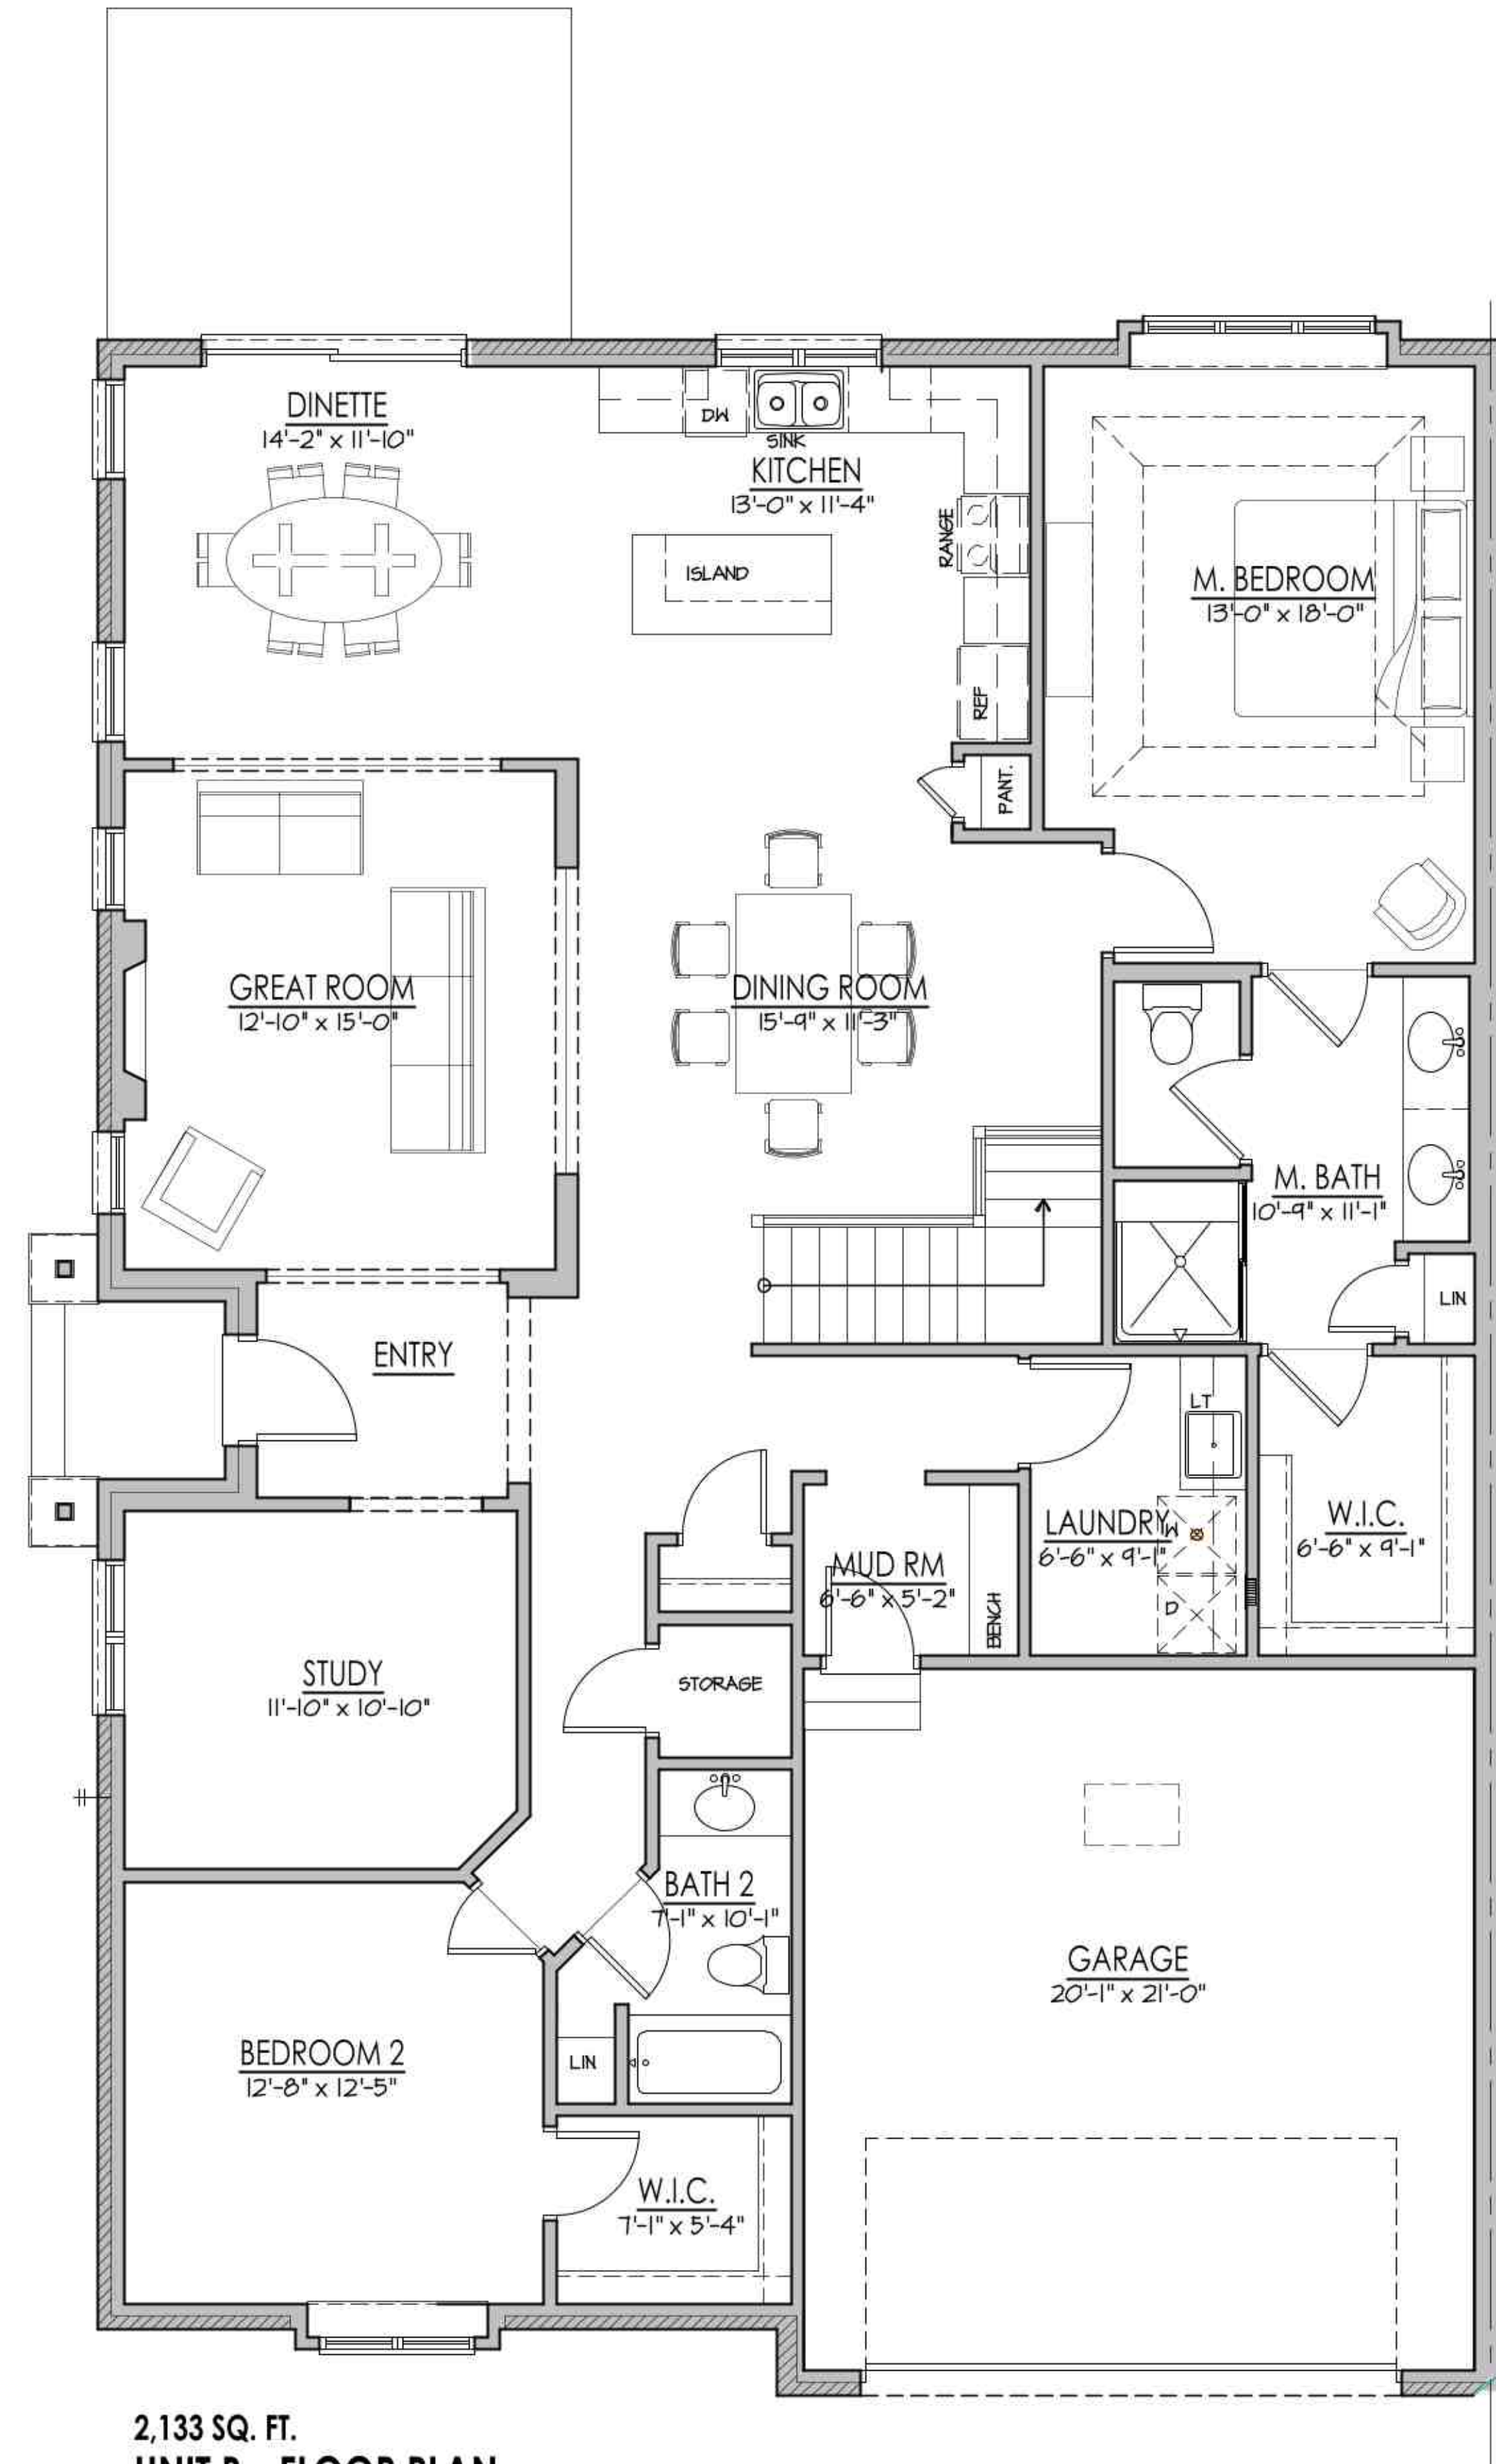 DINETTE
14'-2" x 11'-10"
DW
SINK
KITCHEN
13'-0" x 11'-4"
RANGE
ISLAND
M. BEDROOM
13'-0" x 18'-0"
REF
PANT.
GREAT ROOM
12'-10" x 15'-0"
DINING ROOM
15'-9" x 11'-3"
M. BATH
10'-9" x 11'-1"
LIN
ENTRY
LT
LAUNDRY
6'-6" x 9'-1"
W
D
W.I.C.
6'-6" x 9'-1"
MUD RM
6'-6" x 5'-2"
BENCH
STUDY
11'-10" x 10'-10"
STORAGE
BATH 2
7'-1" x 10'-1"
GARAGE
20'-1" x 21'-0"
BEDROOM 2
12'-8" x 12'-5"
LIN
W.I.C.
7'-1" x 5'-4"
2,133 SQ. FT.
FLOOR PLAN